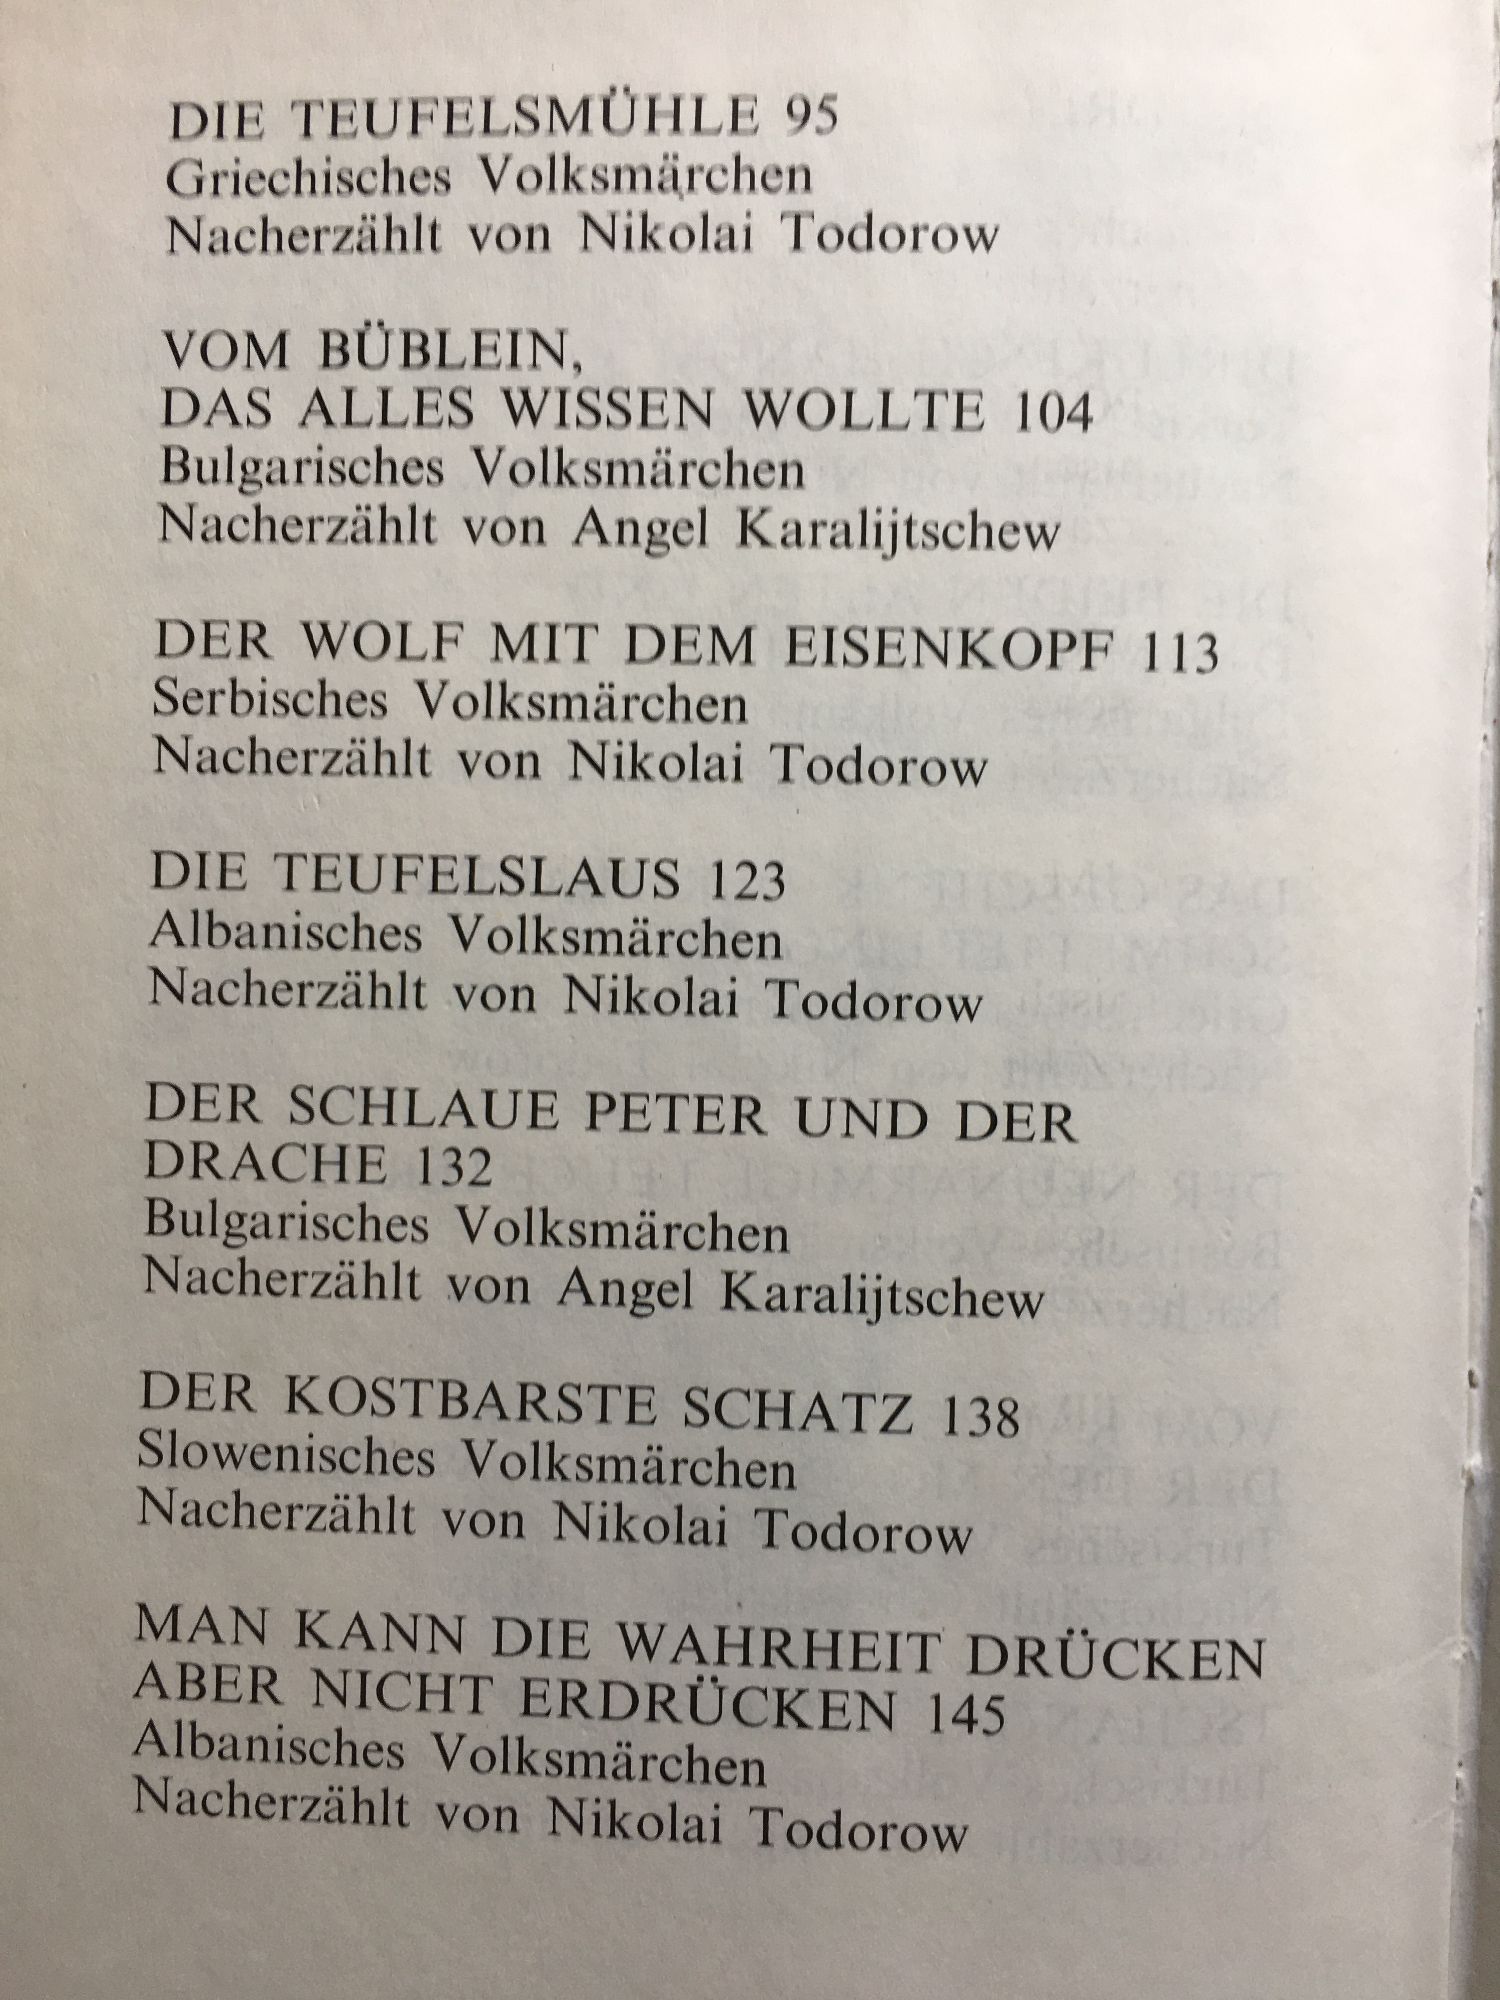 DIE TEUFELSMÜHLE 95
Griechisches Volksmärchen
Nacherzählt von Nikolai Todorow
VOM BÜBLEIN,
DAS ALLES WISSEN WOLLTE 104
Bulgarisches Volksmärchen
Nacherzählt von Angel Karalijtschew
DER WOLF MIT DEM EISENKOPF 113
Serbisches Volksmärchen
Nacherzählt von Nikolai Todorow
DIE TEUFELSLAUS 123
Albanisches Volksmärchen
Nacherzählt von Nikolai Todorow
DER SCHLAUE PETER UND DER
DRACHE 132
Bulgarisches Volksmärchen
Nacherzählt von Angel Karalijtschew
DER KOSTBARSTE SCHATZ 138
Slowenisches Volksmärchen
Nacherzählt von Nikolai Todorow
MAN KANN DIE WAHRHEIT DRÜCKEN
ABER NICHT ERDRÜCKEN 145
Albanisches Volksmärchen
Nacherzählt von Nikolai Todorow